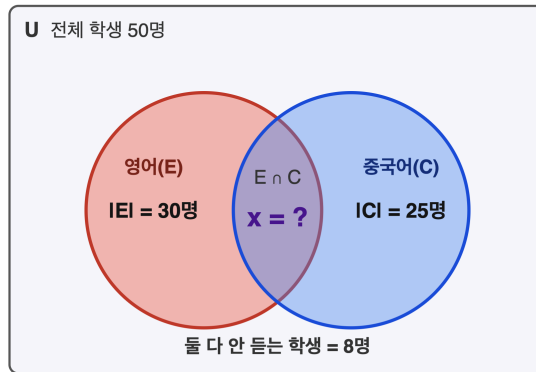 U 전체 학생 50명
영어(E)
E ∩ C
중국어(C)
|E| = 30명
x = ?
|C| = 25명
둘 다 안 듣는 학생 = 8명